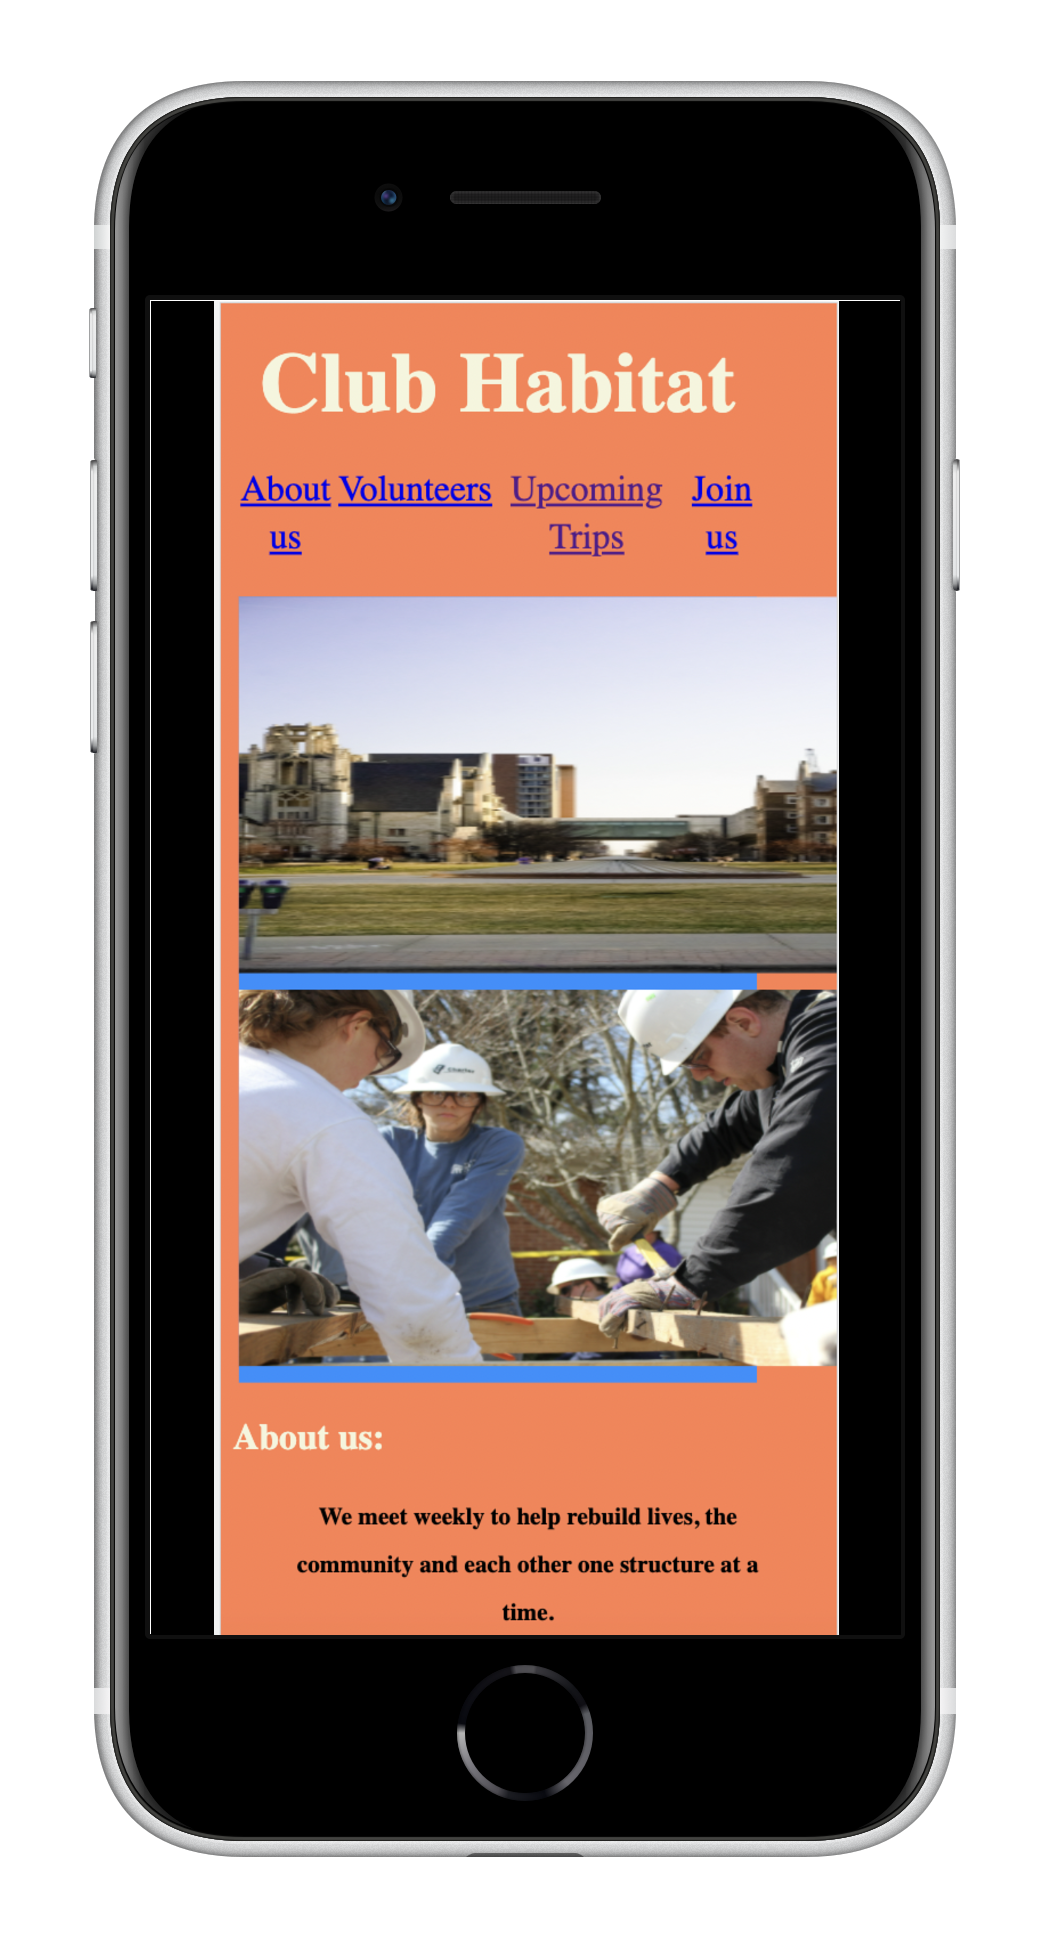 Club Habitat
About Volunteers Upcoming Join
us Trips us
About us:
We meet weekly to help rebuild lives, the
community and each other one structure at a
time.